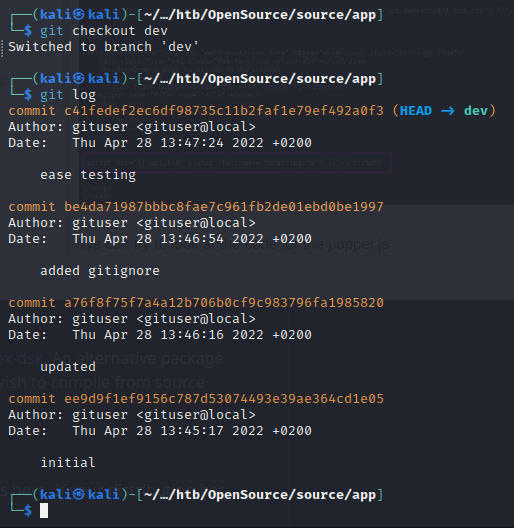 ┌──(kali㉿kali)-[~/…/htb/OpenSource/source/app]
└─$ git checkout dev
Switched to branch 'dev'
┌──(kali㉿kali)-[~/…/htb/OpenSource/source/app]
└─$ git log
commit c41fedef2ec6df98735c11b2faf1e79ef492a0f3 (HEAD → dev)
Author: gituser <gituser@local>
Date:   Thu Apr 28 13:47:24 2022 +0200
ease testing
commit be4da71987bbbc8fae7c961fb2de01ebd0be1997
Author: gituser <gituser@local>
Date:   Thu Apr 28 13:46:54 2022 +0200
added gitignore
commit a76f8f75f7a4a12b706b0cf9c983796fa1985820
Author: gituser <gituser@local>
Date:   Thu Apr 28 13:46:16 2022 +0200
updated
commit ee9d9f1ef9156c787d53074493e39ae364cd1e05
Author: gituser <gituser@local>
Date:   Thu Apr 28 13:45:17 2022 +0200
initial
┌──(kali㉿kali)-[~/…/htb/OpenSource/source/app]
└─$